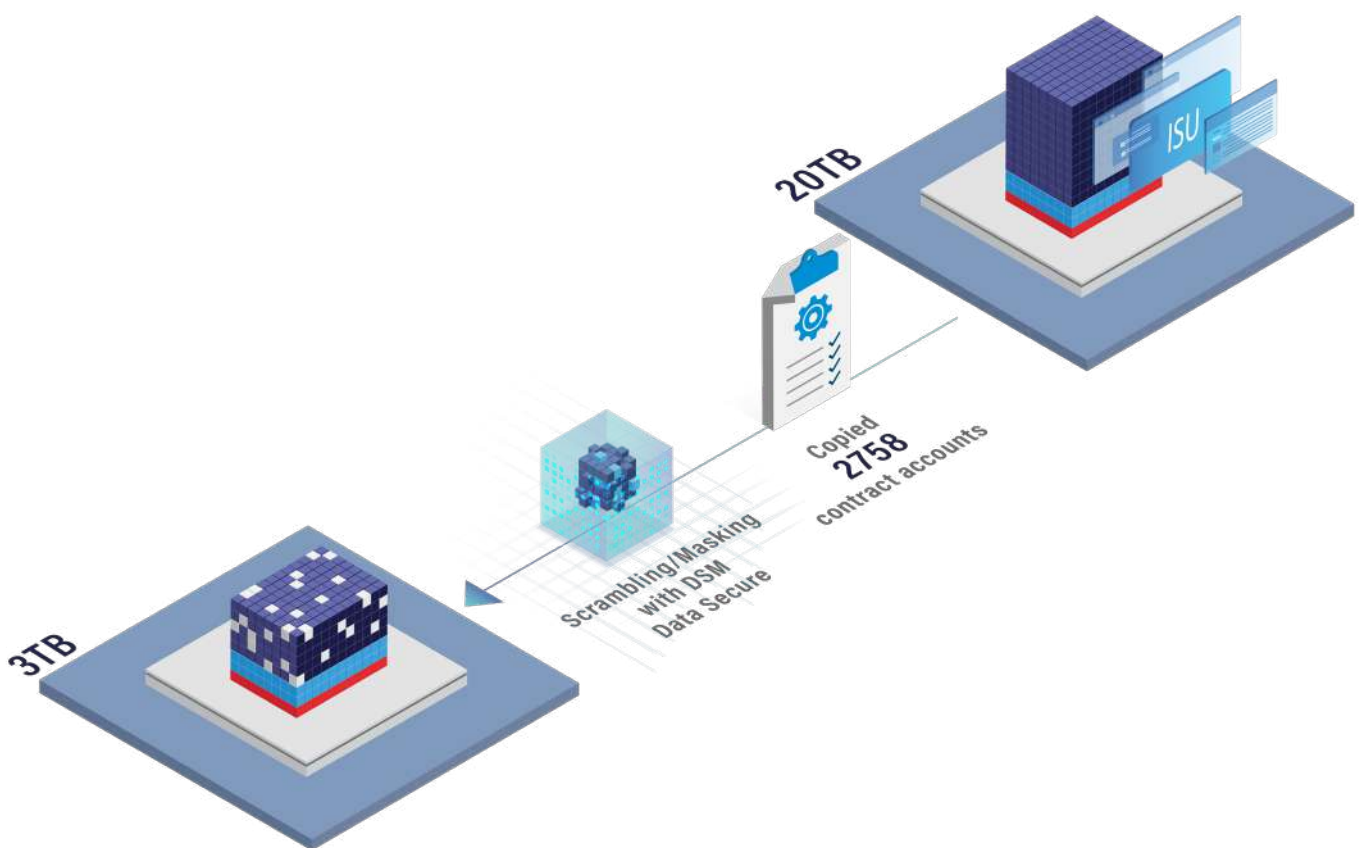 20TB
ISU
Copied
2758
contract accounts
Scrambling/Masking
with DSM
Data Secure
3TB